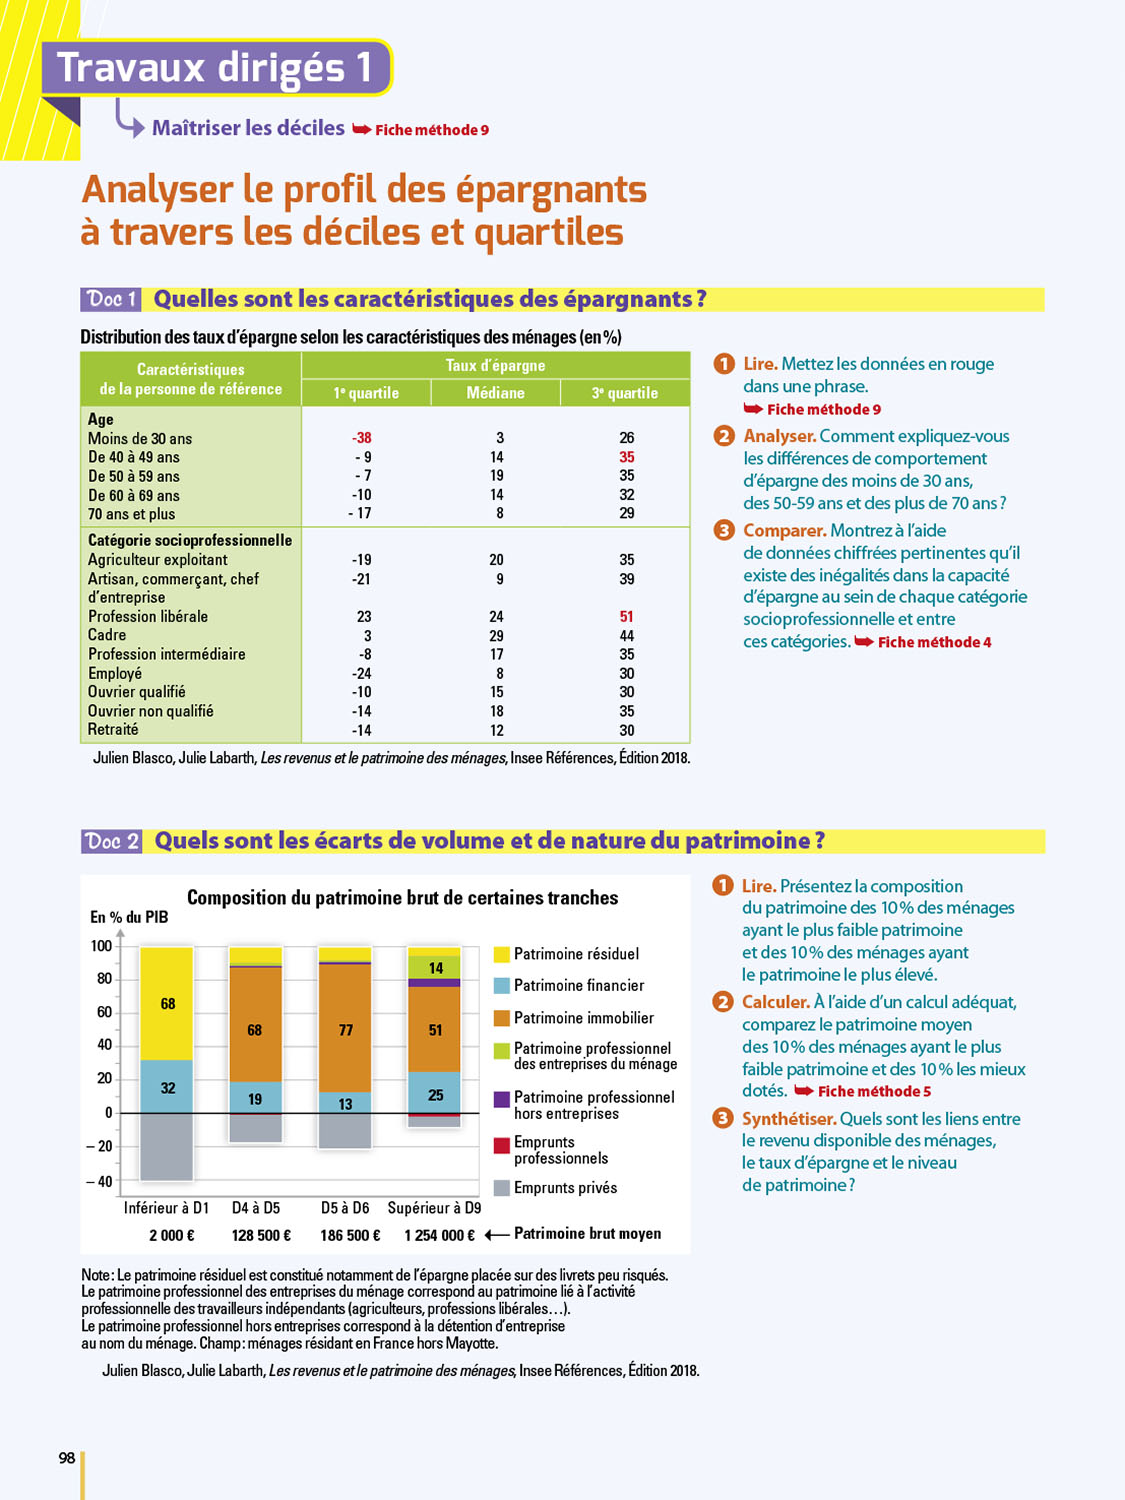 Travaux dirigés 1
Maîtriser les déciles ➥ Fiche méthode 9
Analyser le profil des épargnants
à travers les déciles et quartiles
Doc 1 Quelles sont les caractéristiques des épargnants ?
Distribution des taux d'épargne selon les caractéristiques des ménages (en %)
Caractéristiques
de la personne de référence
Taux d'épargne
1e quartile Médiane 3e quartile
Age
Moins de 30 ans -38 3 26
De 40 à 49 ans - 9 14 35
De 50 à 59 ans - 7 19 35
De 60 à 69 ans -10 14 32
70 ans et plus - 17 8 29
Catégorie socioprofessionnelle
Agriculteur exploitant -19 20 35
Artisan, commerçant, chef -21 9 39
d'entreprise
Profession libérale 23 24 51
Cadre 3 29 44
Profession intermédiaire -8 17 35
Employé -24 8 30
Ouvrier qualifié -10 15 30
Ouvrier non qualifié -14 18 35
Retraité -14 12 30
Julien Blasco, Julie Labarth, Les revenus et le patrimoine des ménages, Insee Références, Édition 2018.
1 Lire. Mettez les données en rouge
dans une phrase.
➥ Fiche méthode 9
2 Analyser. Comment expliquez-vous
les différences de comportement
d'épargne des moins de 30 ans,
des 50-59 ans et des plus de 70 ans ?
3 Comparer. Montrez à l'aide
de données chiffrées pertinentes qu'il
existe des inégalités dans la capacité
d'épargne au sein de chaque catégorie
socioprofessionnelle et entre
ces catégories. ➥ Fiche méthode 4
Doc 2 Quels sont les écarts de volume et de nature du patrimoine ?
Composition du patrimoine brut de certaines tranches
En % du PIB
100
80
60
40
20
0
– 20
– 40
68
32
68
19
77
13
14
51
25
Inférieur à D1 D4 à D5 D5 à D6 Supérieur à D9
2 000 € 128 500 € 186 500 € 1 254 000 € ← Patrimoine brut moyen
Patrimoine résiduel
Patrimoine financier
Patrimoine immobilier
Patrimoine professionnel
des entreprises du ménage
Patrimoine professionnel
hors entreprises
Emprunts
professionnels
Emprunts privés
Note : Le patrimoine résiduel est constitué notamment de l'épargne placée sur des livrets peu risqués.
Le patrimoine professionnel des entreprises du ménage correspond au patrimoine lié à l'activité
professionnelle des travailleurs indépendants (agriculteurs, professions libérales…).
Le patrimoine professionnel hors entreprises correspond à la détention d'entreprise
au nom du ménage. Champ : ménages résidant en France hors Mayotte.
Julien Blasco, Julie Labarth, Les revenus et le patrimoine des ménages, Insee Références, Édition 2018.
1 Lire. Présentez la composition
du patrimoine des 10 % des ménages
ayant le plus faible patrimoine
et des 10 % des ménages ayant
le patrimoine le plus élevé.
2 Calculer. À l'aide d'un calcul adéquat,
comparez le patrimoine moyen
des 10 % des ménages ayant le plus
faible patrimoine et des 10 % les mieux
dotés. ➥ Fiche méthode 5
3 Synthétiser. Quels sont les liens entre
le revenu disponible des ménages,
le taux d'épargne et le niveau
de patrimoine ?
98